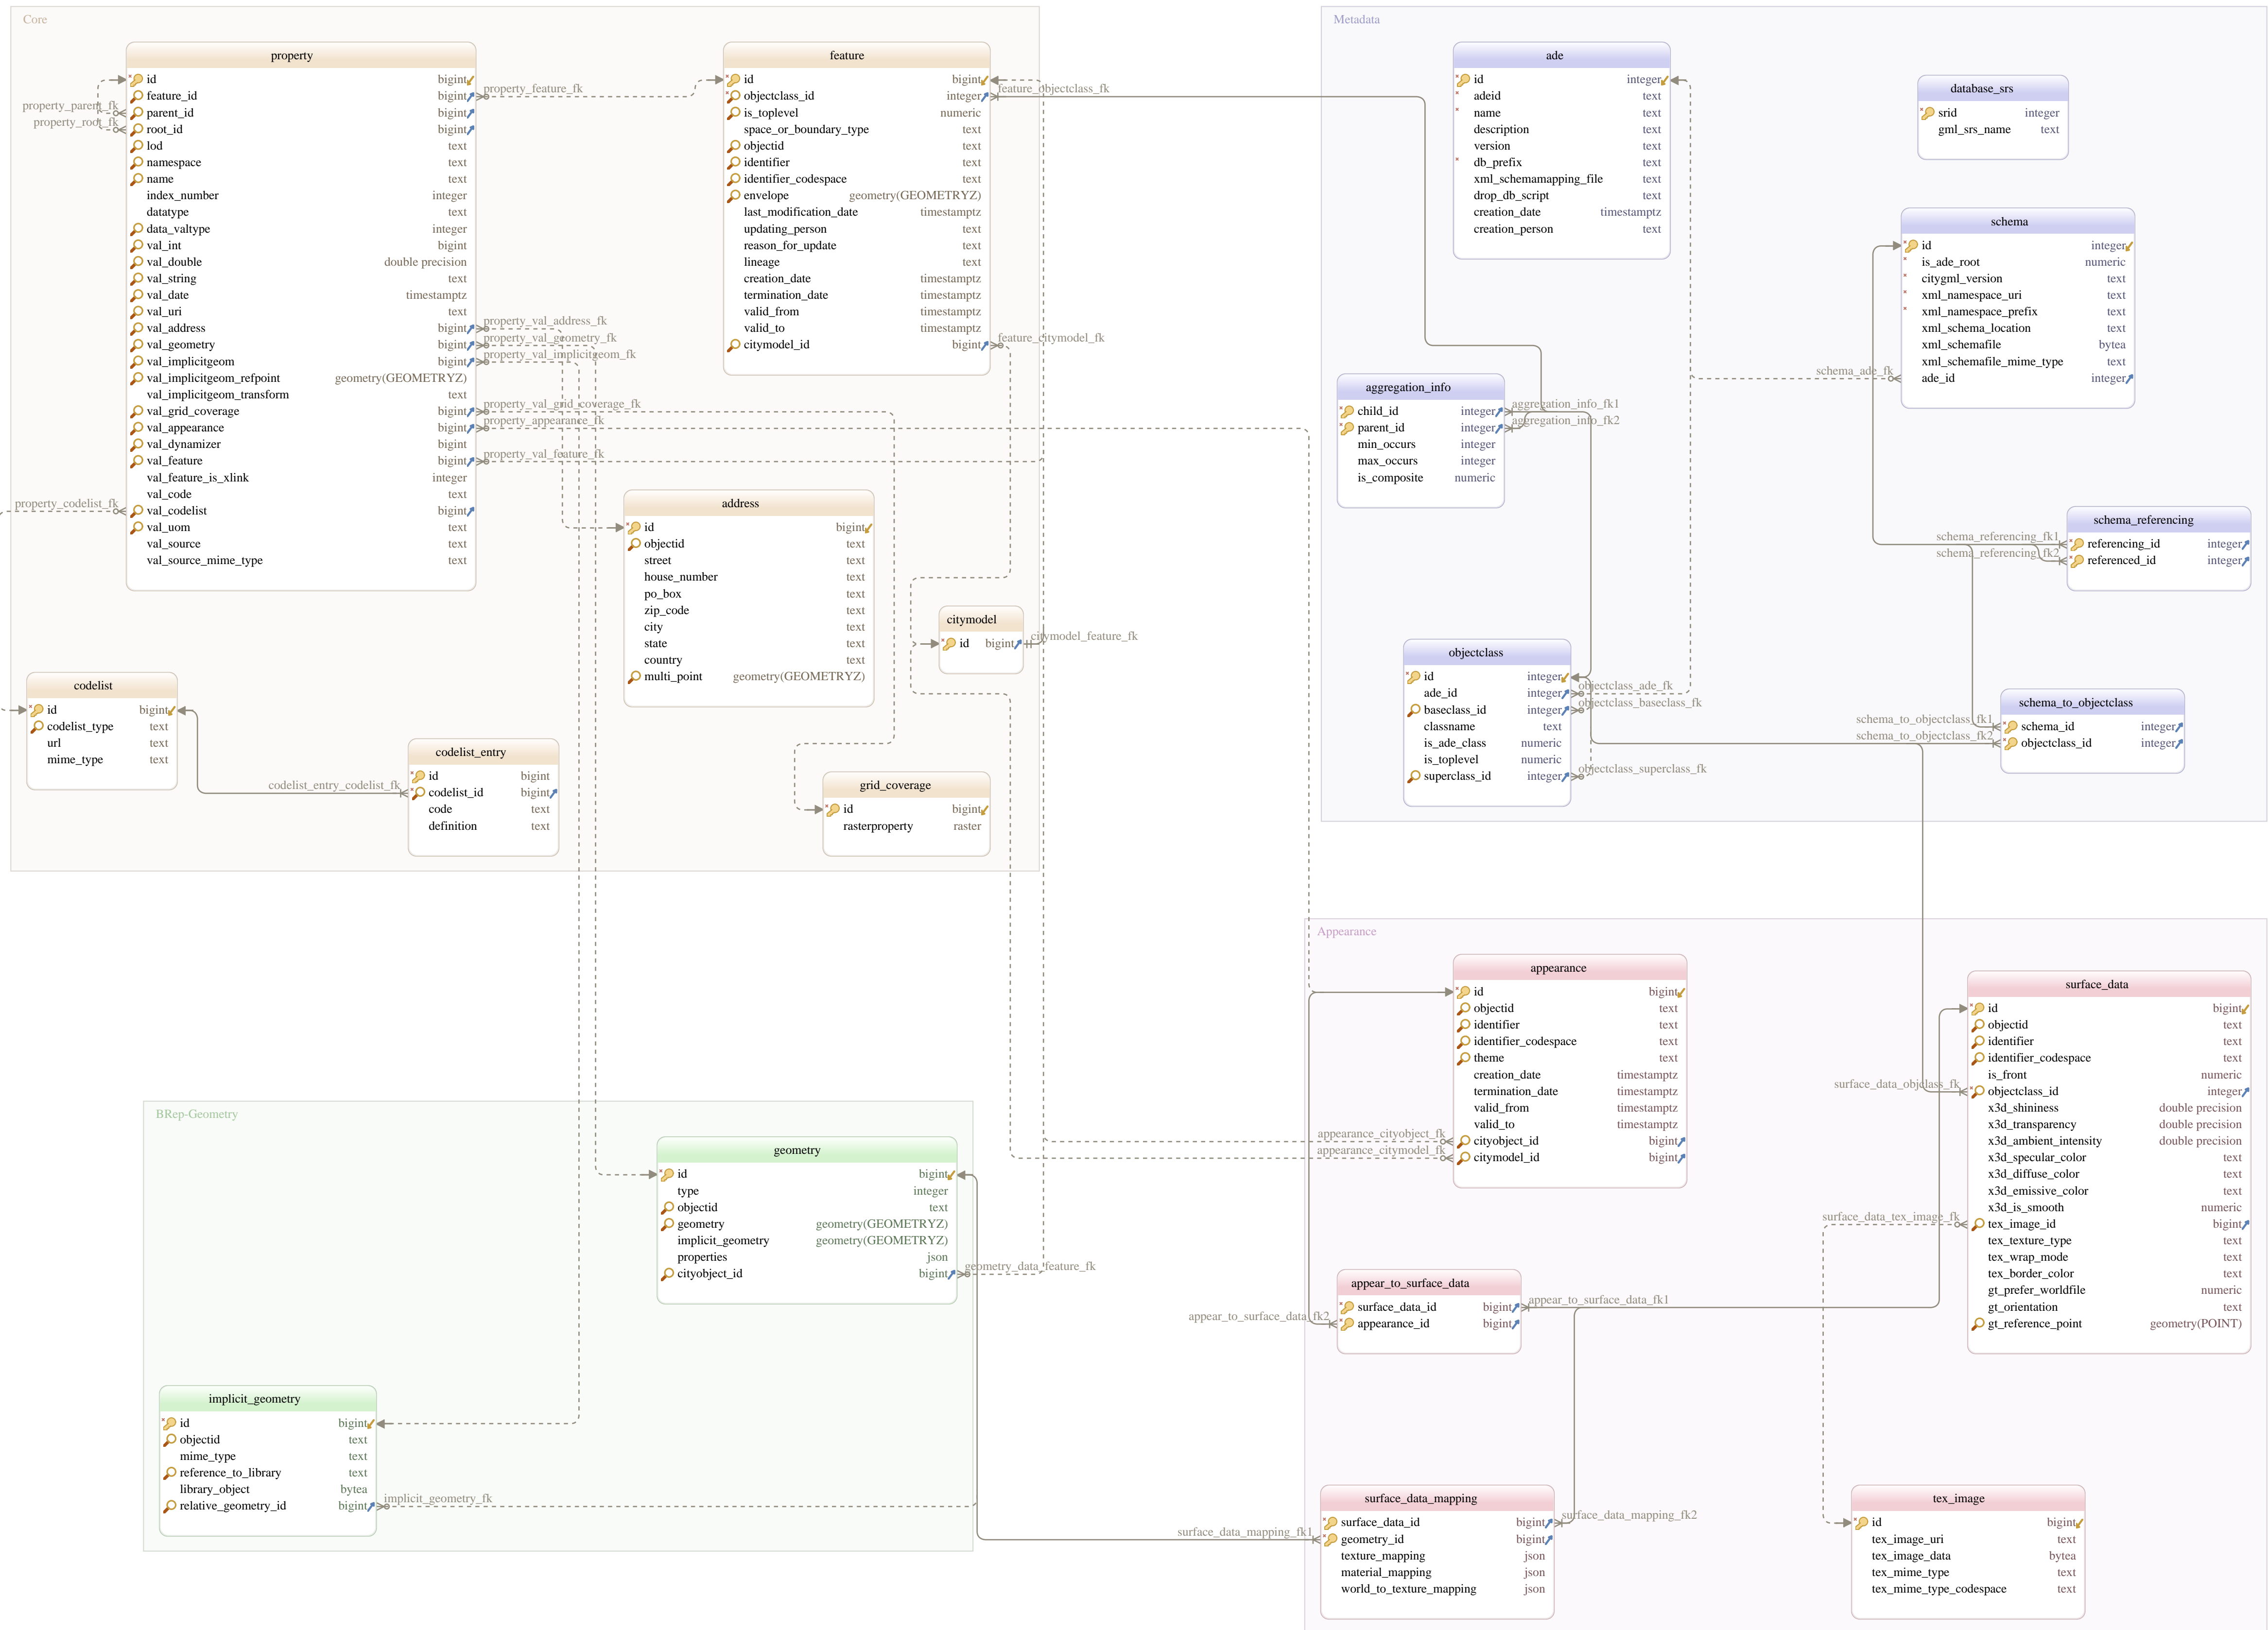 Core
property
id bigint
feature_id bigint
parent_id bigint
root_id bigint
lod text
namespace text
name text
index_number integer
datatype text
data_valtype integer
val_int bigint
val_double double precision
val_string text
val_date timestamptz
val_uri text
val_address bigint
val_geometry bigint
val_implicitgeom bigint
val_implicitgeom_refpoint geometry(GEOMETRYZ)
val_implicitgeom_transform text
val_grid_coverage bigint
val_appearance bigint
val_dynamizer bigint
val_feature bigint
val_feature_is_xlink integer
val_code text
val_codelist bigint
val_uom text
val_source text
val_source_mime_type text
property_parent_fk
property_root_fk
property_codelist_fk
property_feature_fk
property_val_address_fk
property_val_geometry_fk
property_val_implicitgeom_fk
property_val_grid_coverage_fk
property_appearance_fk
property_val_feature_fk
feature
id bigint
objectclass_id integer
is_toplevel numeric
space_or_boundary_type text
objectid text
identifier text
identifier_codespace text
envelope geometry(GEOMETRYZ)
last_modification_date timestamptz
updating_person text
reason_for_update text
lineage text
creation_date timestamptz
termination_date timestamptz
valid_from timestamptz
valid_to timestamptz
citymodel_id bigint
feature_objectclass_fk
feature_citymodel_fk
address
id bigint
objectid text
street text
house_number text
po_box text
zip_code text
city text
state text
country text
multi_point geometry(GEOMETRYZ)
citymodel
id bigint
citymodel_feature_fk
codelist
id bigint
codelist_type text
url text
mime_type text
codelist_entry_codelist_fk
codelist_entry
id bigint
codelist_id bigint
code text
definition text
grid_coverage
id bigint
rasterproperty raster
Metadata
ade
id integer
adeid text
name text
description text
version text
db_prefix text
xml_schemamapping_file text
drop_db_script text
creation_date timestamptz
creation_person text
database_srs
srid integer
gml_srs_name text
schema
id integer
is_ade_root numeric
citygml_version text
xml_namespace_uri text
xml_namespace_prefix text
xml_schema_location text
xml_schemafile bytea
xml_schemafile_mime_type text
ade_id integer
schema_ade_fk
aggregation_info
child_id integer
parent_id integer
min_occurs integer
max_occurs integer
is_composite numeric
aggregation_info_fk1
aggregation_info_fk2
schema_referencing
referencing_id integer
referenced_id integer
schema_referencing_fk1
schema_referencing_fk2
objectclass
id integer
ade_id integer
baseclass_id integer
classname text
is_ade_class numeric
is_toplevel numeric
superclass_id integer
objectclass_ade_fk
objectclass_baseclass_fk
objectclass_superclass_fk
schema_to_objectclass
schema_id integer
objectclass_id integer
schema_to_objectclass_fk1
schema_to_objectclass_fk2
BRep-Geometry
geometry
id bigint
type integer
objectid text
geometry geometry(GEOMETRYZ)
implicit_geometry geometry(GEOMETRYZ)
properties json
cityobject_id bigint
geometry_data_feature_fk
implicit_geometry
id bigint
objectid text
mime_type text
reference_to_library text
library_object bytea
relative_geometry_id bigint
implicit_geometry_fk
Appearance
appearance
id bigint
objectid text
identifier text
identifier_codespace text
theme text
creation_date timestamptz
termination_date timestamptz
valid_from timestamptz
valid_to timestamptz
cityobject_id bigint
citymodel_id bigint
appearance_cityobject_fk
appearance_citymodel_fk
surface_data
id bigint
objectid text
identifier text
identifier_codespace text
is_front numeric
objectclass_id integer
x3d_shininess double precision
x3d_transparency double precision
x3d_ambient_intensity double precision
x3d_specular_color text
x3d_diffuse_color text
x3d_emissive_color text
x3d_is_smooth numeric
tex_image_id bigint
tex_texture_type text
tex_wrap_mode text
tex_border_color text
gt_prefer_worldfile numeric
gt_orientation text
gt_reference_point geometry(POINT)
surface_data_objclass_fk
surface_data_tex_image_fk
appear_to_surface_data
surface_data_id bigint
appearance_id bigint
appear_to_surface_data_fk1
appear_to_surface_data_fk2
surface_data_mapping
surface_data_id bigint
geometry_id bigint
texture_mapping json
material_mapping json
world_to_texture_mapping json
surface_data_mapping_fk1
surface_data_mapping_fk2
tex_image
id bigint
tex_image_uri text
tex_image_data bytea
tex_mime_type text
tex_mime_type_codespace text